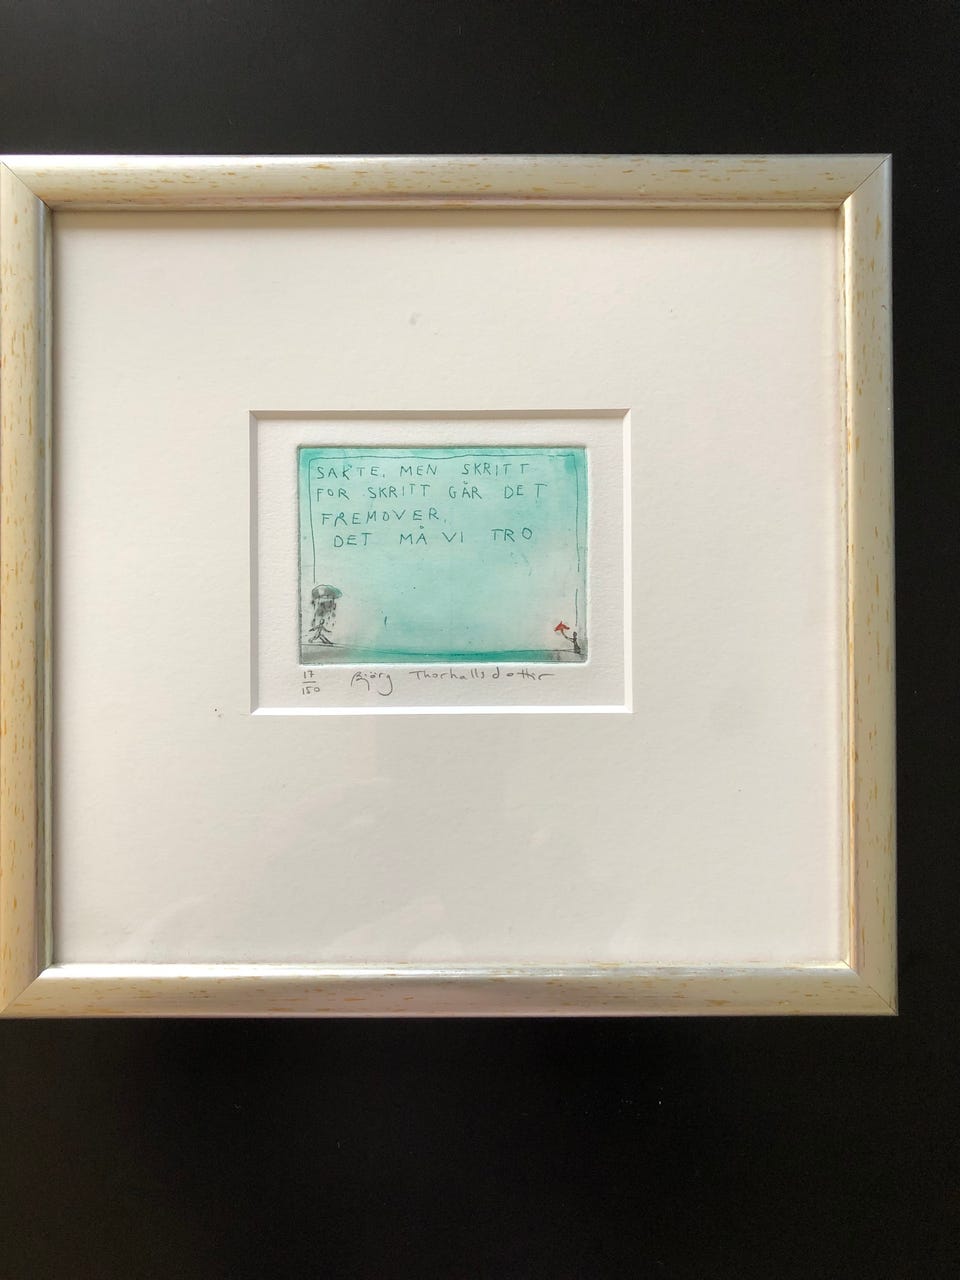 SAKTE, MEN SKRITT
FOR SKRITT GÅR DET
FREMOVER.
DET MÅ VI TRO
17
150
Bjørg Thorhallsdottir